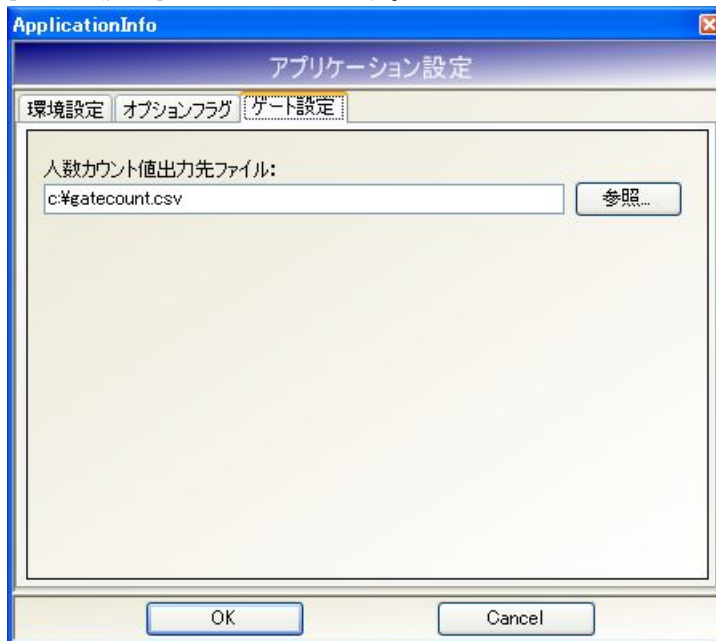 ApplicationInfo
アプリケーション設定
環境設定 オプションフラグ ゲート設定
人数カウント値出力先ファイル:
c:¥gatecount.csv 参照...
OK Cancel